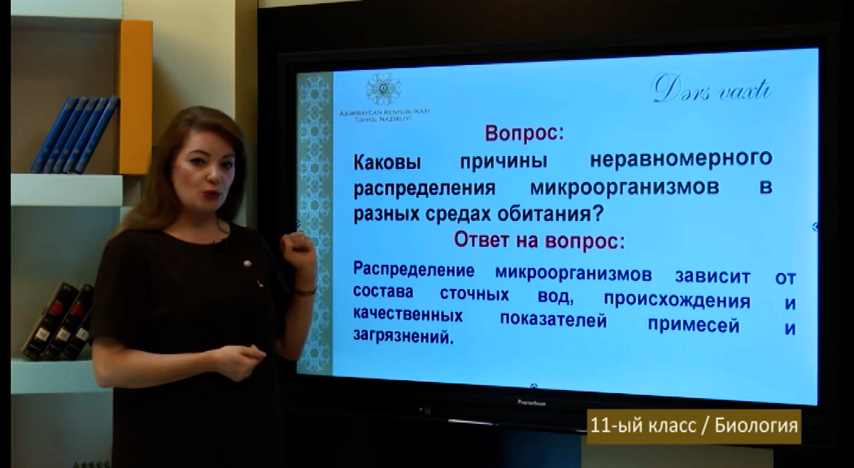 Dərs vaxtı
AZƏRBAYCAN RESPUBLİKASI
TƏHSİL NAZİRLİYİ
Вопрос:
Каковы причины неравномерного
распределения микроорганизмов в
разных средах обитания?
Ответ на вопрос:
Распределение микроорганизмов зависит от
состава сточных вод, происхождения и
качественных показателей примесей и
загрязнений.
Promethean
11-ый класс / Биология